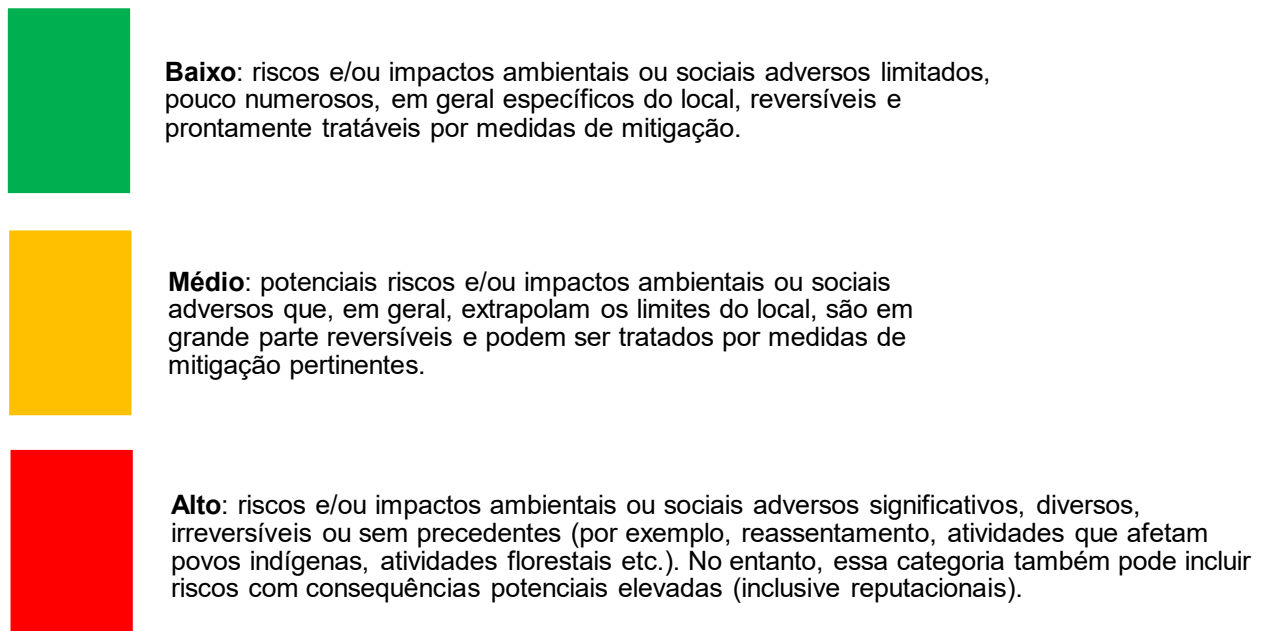 Baixo: riscos e/ou impactos ambientais ou sociais adversos limitados,
pouco numerosos, em geral específicos do local, reversíveis e
prontamente tratáveis por medidas de mitigação.
Médio: potenciais riscos e/ou impactos ambientais ou sociais
adversos que, em geral, extrapolam os limites do local, são em
grande parte reversíveis e podem ser tratados por medidas de
mitigação pertinentes.
Alto: riscos e/ou impactos ambientais ou sociais adversos significativos, diversos,
irreversíveis ou sem precedentes (por exemplo, reassentamento, atividades que afetam
povos indígenas, atividades florestais etc.). No entanto, essa categoria também pode incluir
riscos com consequências potenciais elevadas (inclusive reputacionais).